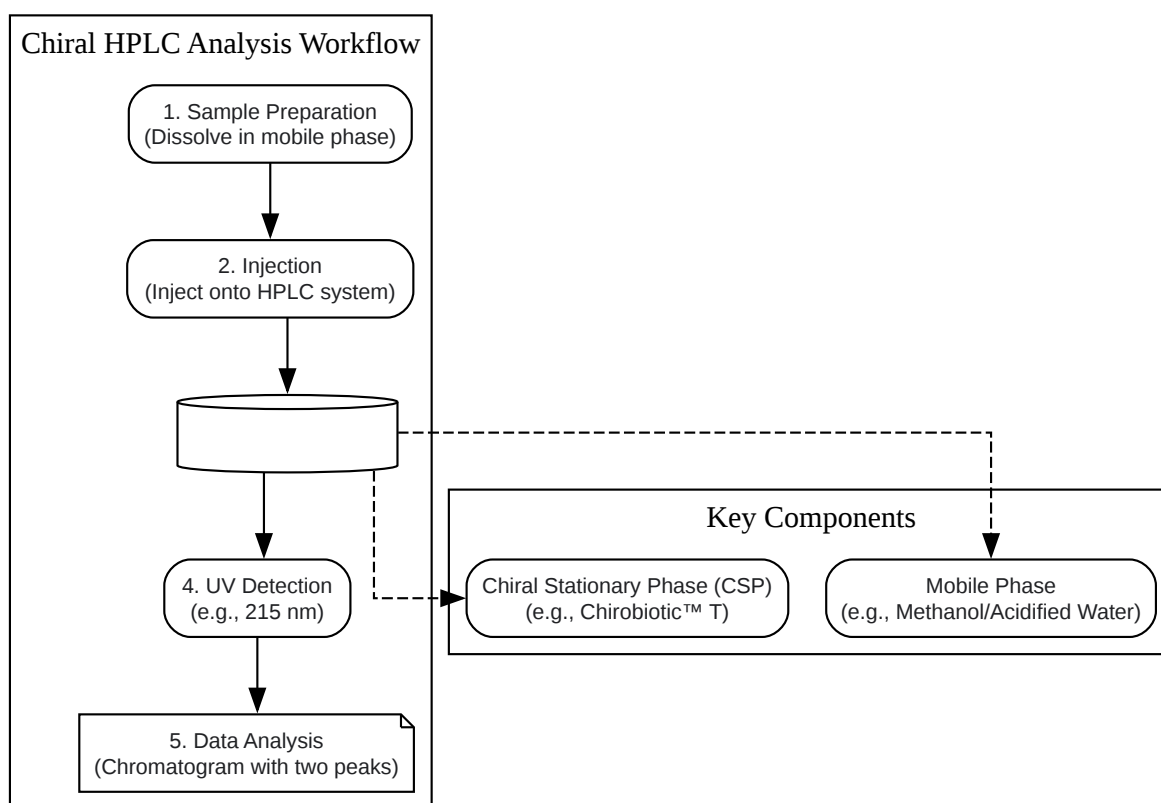 Chiral HPLC Analysis Workflow
1. Sample Preparation
(Dissolve in mobile phase)
2. Injection
(Inject onto HPLC system)
4. UV Detection
(e.g., 215 nm)
5. Data Analysis
(Chromatogram with two peaks)
Key Components
Chiral Stationary Phase (CSP)
(e.g., Chirobiotic™ T)
Mobile Phase
(e.g., Methanol/Acidified Water)